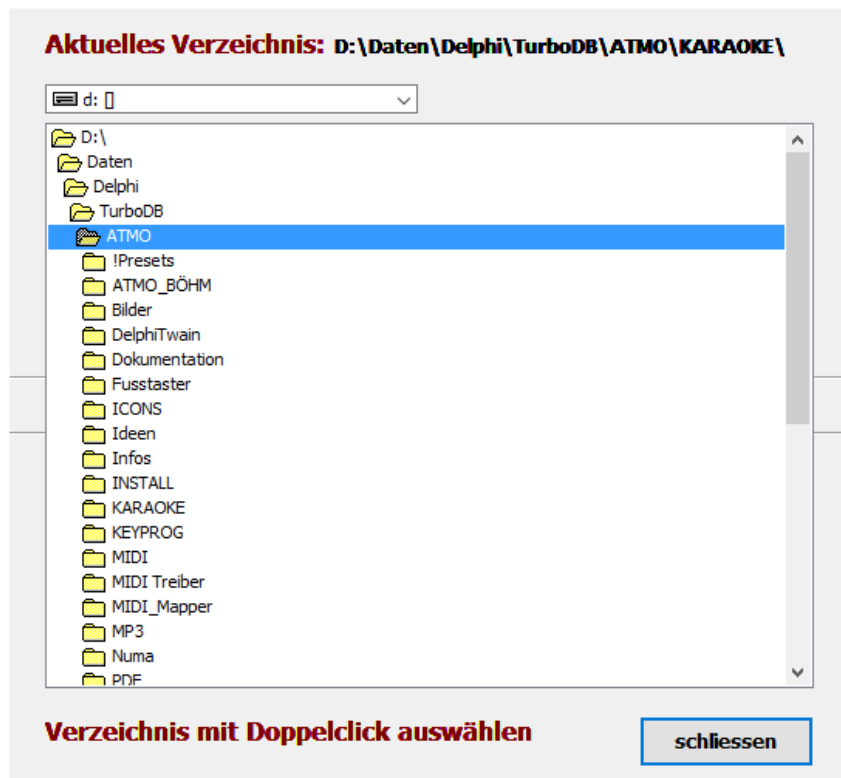 Aktuelles Verzeichnis: D:\Daten\Delphi\TurboDB\ATMO\KARAOKE\
d: []
D:\
Daten
Delphi
TurboDB
ATMO
!Presets
ATMO_BÖHM
Bilder
DelphiTwain
Dokumentation
Fusstaster
ICONS
Ideen
Infos
INSTALL
KARAOKE
KEYPROG
MIDI
MIDI Treiber
MIDI_Mapper
MP3
Numa
PDF
Verzeichnis mit Doppelclick auswählen
schliessen